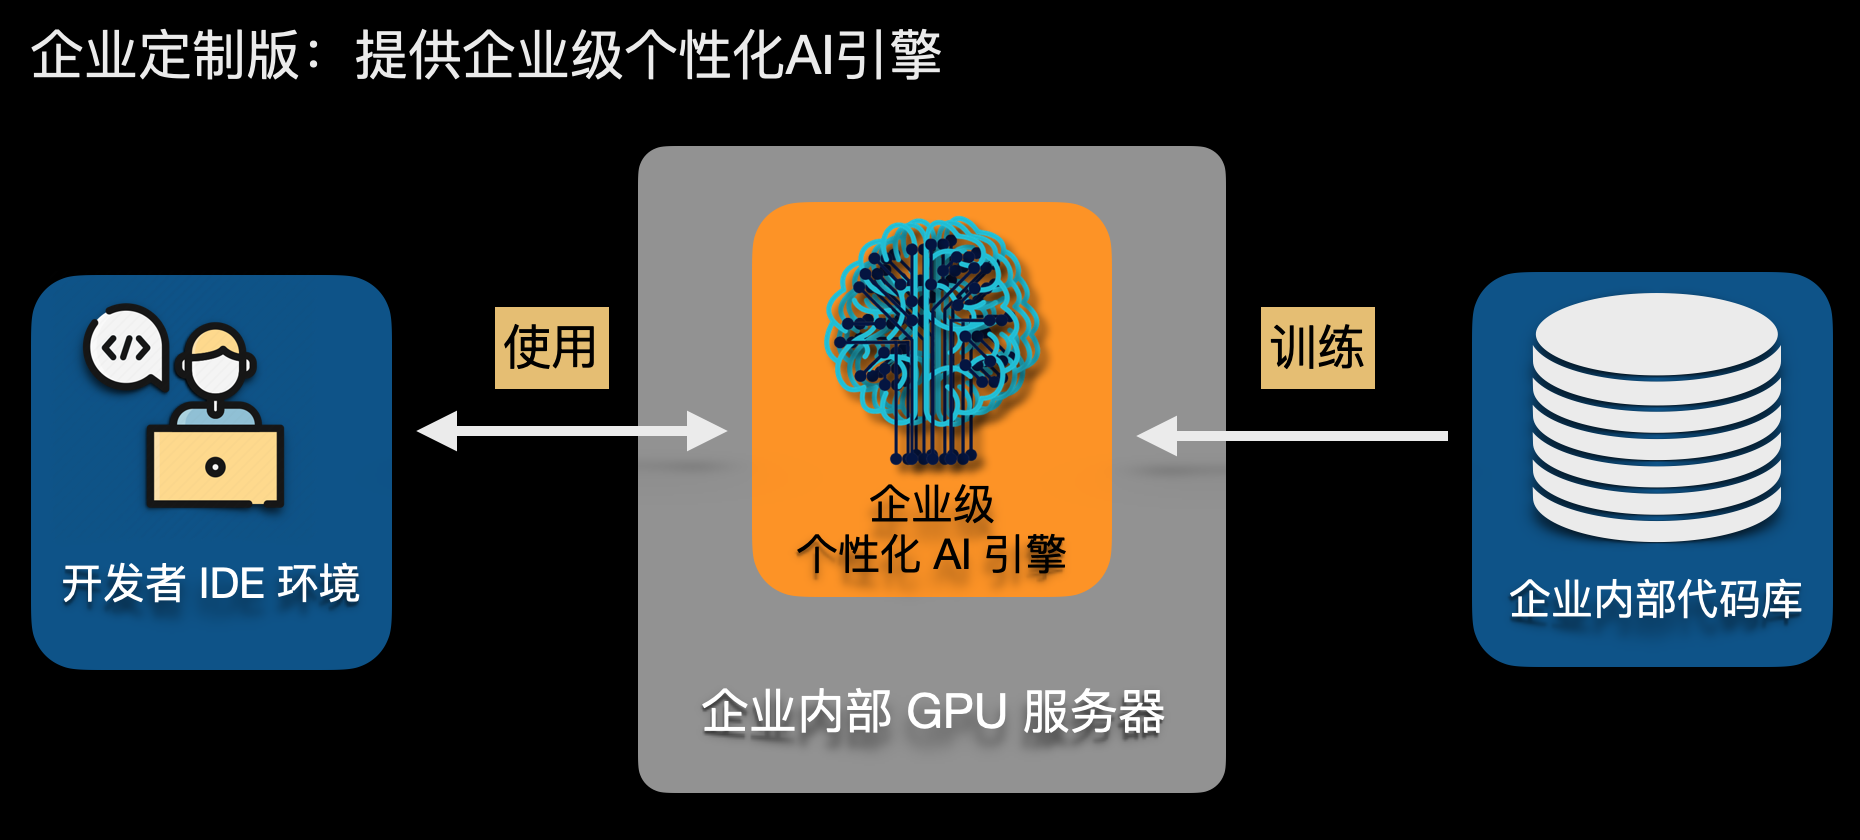 企业定制版：提供企业级个性化AI引擎
</>
使用
训练
企业级
个性化 AI 引擎
开发者 IDE 环境
企业内部代码库
企业内部 GPU 服务器